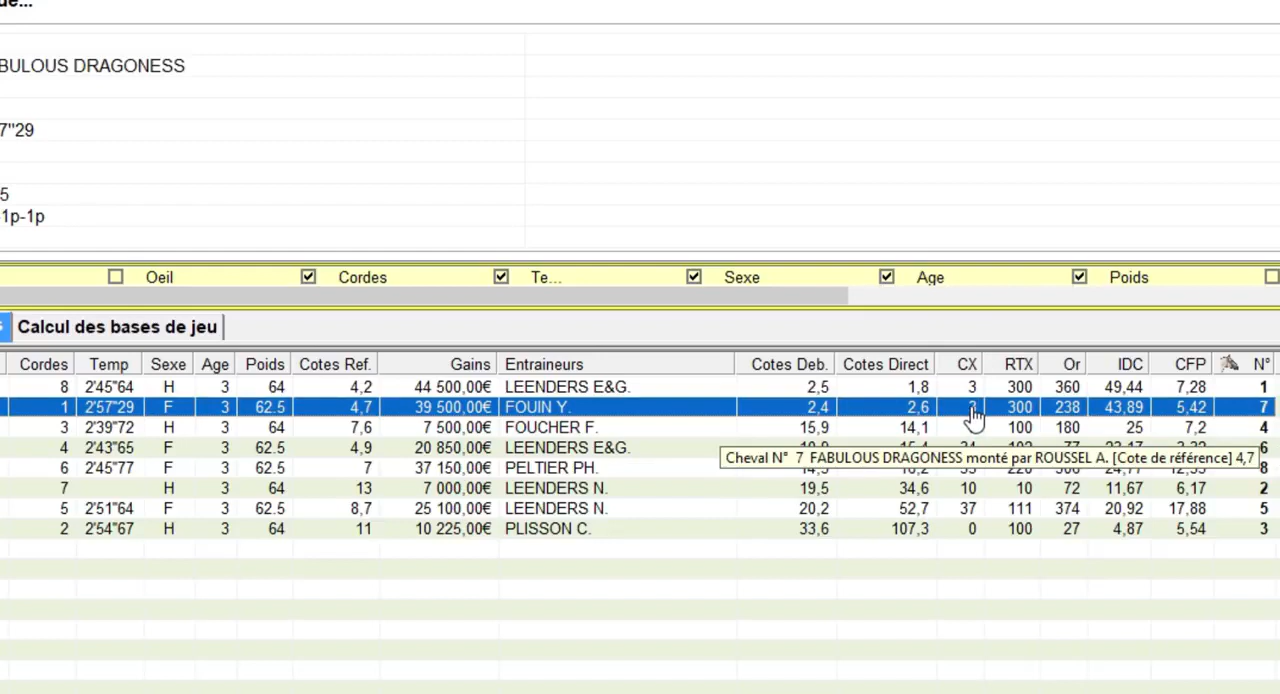 de...
BULOUS DRAGONESS
7"29
5
-1p-1p
Oeil Cordes Te... Sexe Age Poids
Calcul des bases de jeu
Cordes Temp Sexe Age Poids Cotes Ref. Gains Entraineurs Cotes Deb. Cotes Direct CX RTX Or IDC CFP N°
8 2'45"64 H 3 64 4,2 44 500,00€ LEENDERS E&G. 2,5 1,8 3 300 360 49,44 7,28 1
1 2'57"29 F 3 62.5 4,7 39 500,00€ FOUIN Y. 2,4 2,6 300 238 43,89 5,42 7
3 2'39"72 H 3 64 7,6 7 500,00€ FOUCHER F. 15,9 14,1 100 180 25 7,2 4
4 2'43"65 F 3 62.5 4,9 20 850,00€ LEENDERS E&G. 6
Cheval N° 7 FABULOUS DRAGONESS monté par ROUSSEL A. [Cote de référence] 4,7
6 2'45"77 F 3 62.5 7 37 150,00€ PELTIER PH. 8
7 H 3 64 13 7 000,00€ LEENDERS N. 19,5 34,6 10 10 72 11,67 6,17 2
5 2'51"64 F 3 62.5 8,7 25 100,00€ LEENDERS N. 20,2 52,7 37 111 374 20,92 17,88 5
2 2'54"67 H 3 64 11 10 225,00€ PLISSON C. 33,6 107,3 0 100 27 4,87 5,54 3